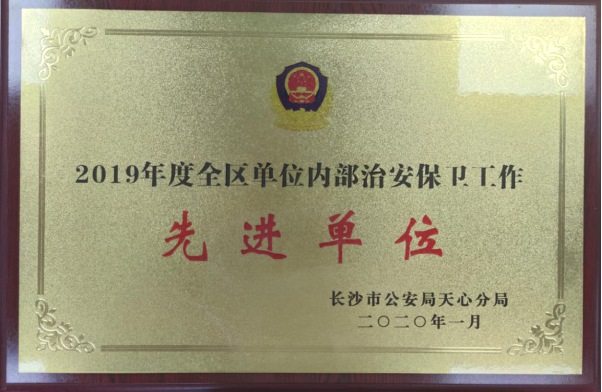 2019年度全区单位内部治安保卫工作
先进单位
长沙市公安局天心分局
二〇二〇年一月